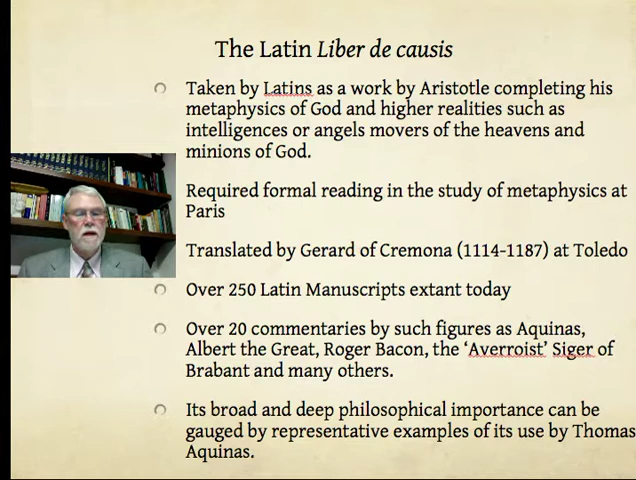 The Latin Liber de causis
Taken by Latins as a work by Aristotle completing his
metaphysics of God and higher realities such as
intelligences or angels movers of the heavens and
minions of God.
Required formal reading in the study of metaphysics at
Paris
Translated by Gerard of Cremona (1114-1187) at Toledo
Over 250 Latin Manuscripts extant today
Over 20 commentaries by such figures as Aquinas,
Albert the Great, Roger Bacon, the ‘Averroist’ Siger of
Brabant and many others.
Its broad and deep philosophical importance can be
gauged by representative examples of its use by Thomas
Aquinas.